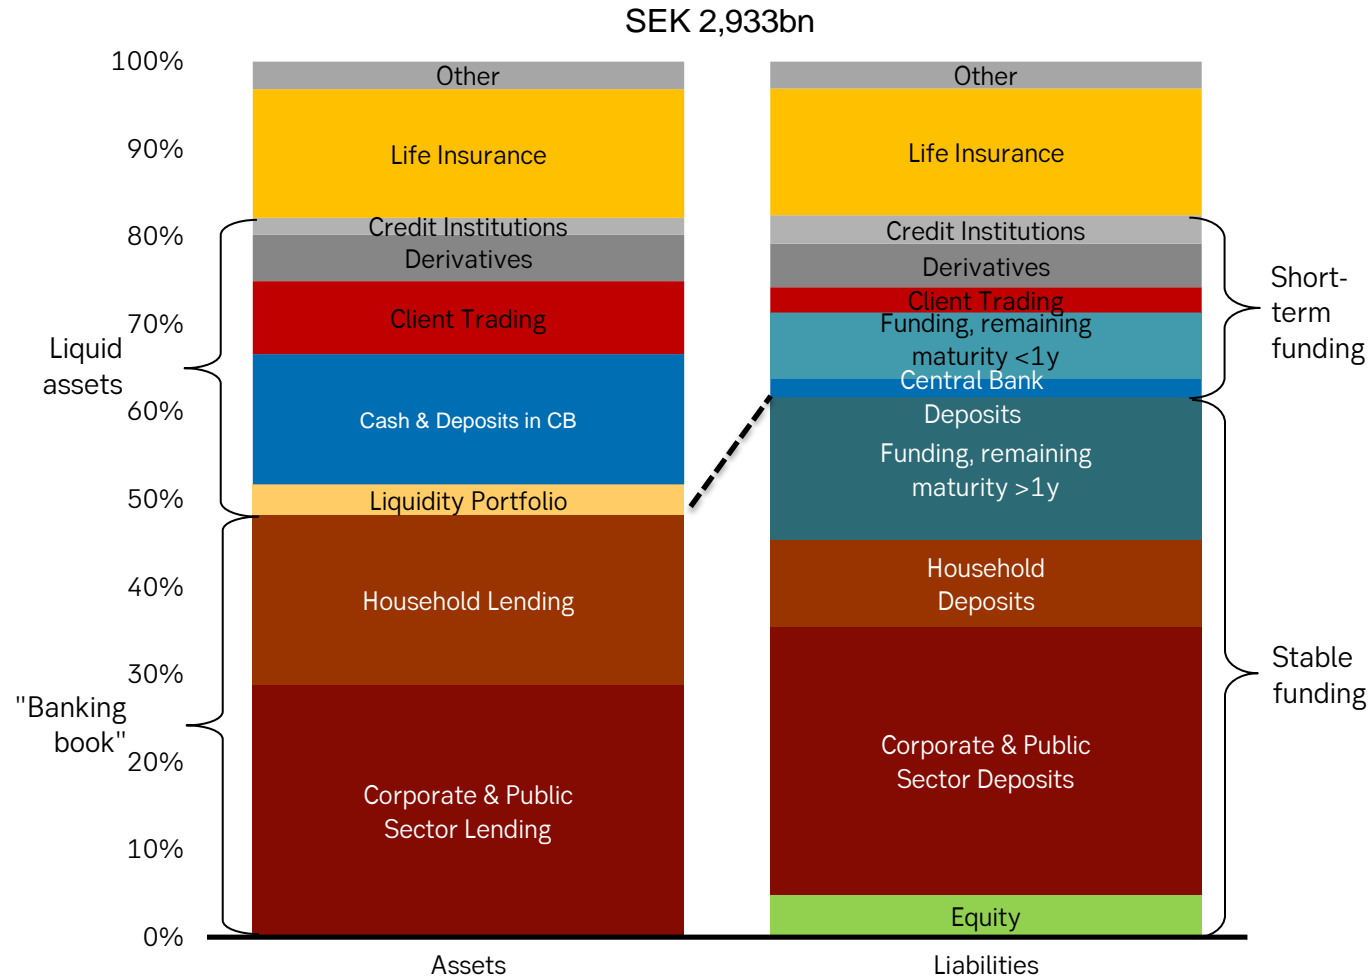 SEK 2,933bn
100%
90%
80%
70%
60%
50%
40%
30%
20%
10%
0%
Liquid
assets
"Banking
book"
Other
Life Insurance
Credit Institutions
Derivatives
Client Trading
Cash & Deposits in CB
Liquidity Portfolio
Household Lending
Corporate & Public
Sector Lending
Assets
Other
Life Insurance
Credit Institutions
Derivatives
Client Trading
Funding, remaining
maturity <1y
Central Bank
Deposits
Funding, remaining
maturity >1y
Household
Deposits
Corporate & Public
Sector Deposits
Equity
Liabilities
Short-
term
funding
Stable
funding